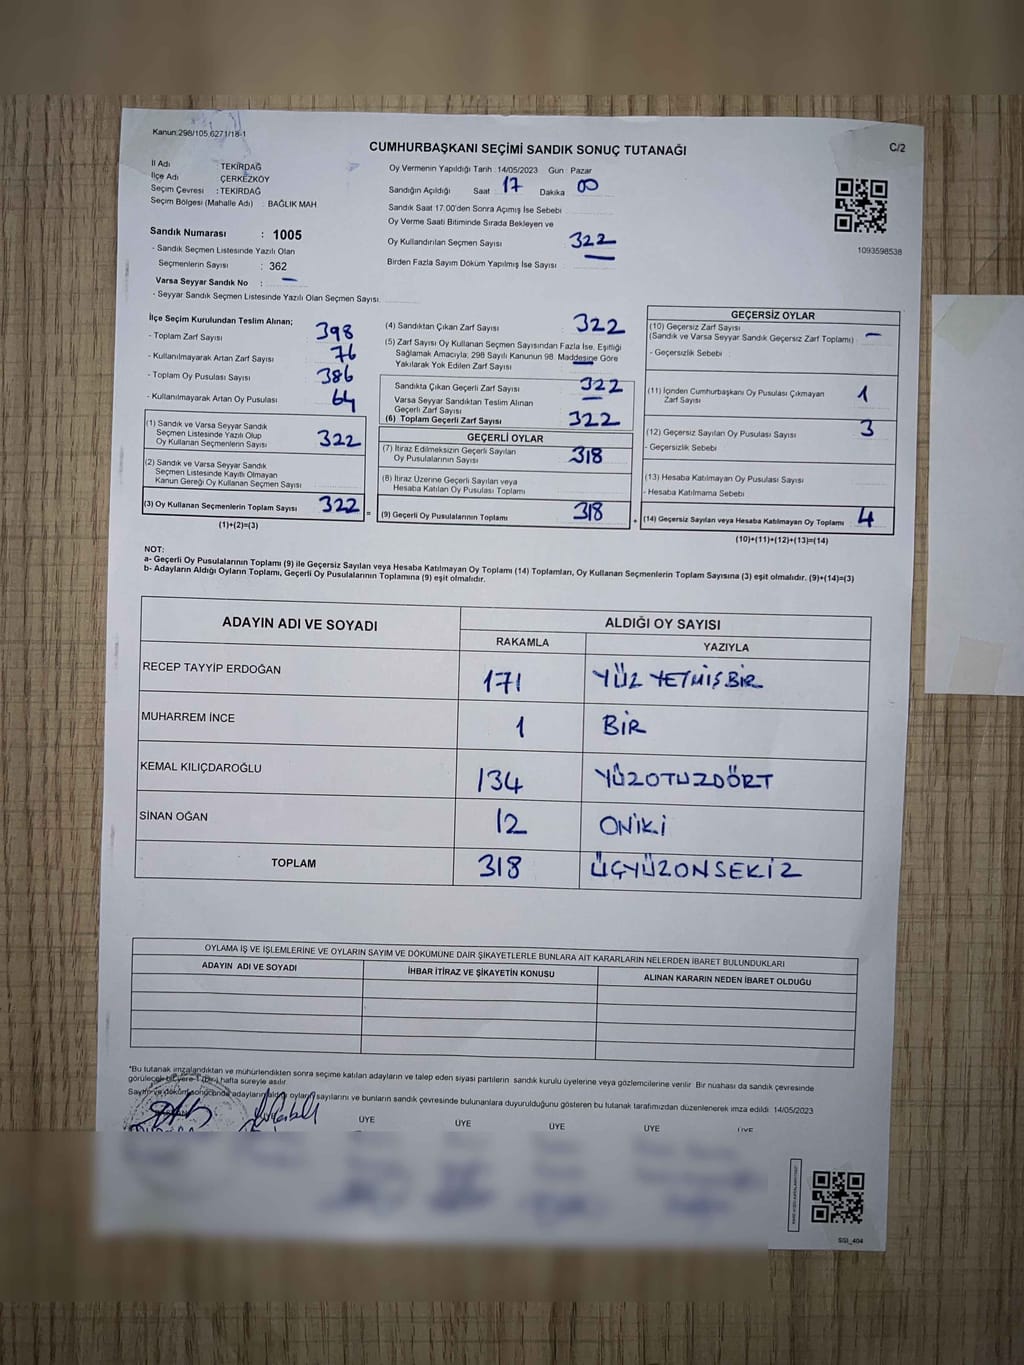 Kanun:298/105,6271/18-1
C/2
CUMHURBAŞKANI SEÇİMİ SANDIK SONUÇ TUTANAĞI
İl Adı : TEKİRDAĞ
İlçe Adı : ÇERKEZKÖY
Seçim Çevresi : TEKİRDAĞ
Seçim Bölgesi (Mahalle Adı) : BAĞLIK MAH
Oy Vermenin Yapıldığı Tarih :14/05/2023 Gün : Pazar
Sandığın Açıldığı Saat 17 Dakika 00
Sandık Saat 17:00'den Sonra Açılmış İse Sebebi
Oy Verme Saati Bitiminde Sırada Bekleyen ve
Oy Kullandırılan Seçmen Sayısı 322
Birden Fazla Sayım Döküm Yapılmış İse Sayısı
1093598538
Sandık Numarası : 1005
- Sandık Seçmen Listesinde Yazılı Olan
Seçmenlerin Sayısı : 362
Varsa Seyyar Sandık No : -
- Seyyar Sandık Seçmen Listesinde Yazılı Olan Seçmen Sayısı:
İlçe Seçim Kurulundan Teslim Alınan;
- Toplam Zarf Sayısı 398
- Kullanılmayarak Artan Zarf Sayısı 76
- Toplam Oy Pusulası Sayısı 386
- Kullanılmayarak Artan Oy Pusulası 64
(1) Sandık ve Varsa Seyyar Sandık
Seçmen Listesinde Yazılı Olup
Oy Kullanan Seçmenlerin Sayısı 322
(2) Sandık ve Varsa Seyyar Sandık
Seçmen Listesinde Kayıtlı Olmayan
Kanun Gereği Oy Kullanan Seçmen Sayısı
(3) Oy Kullanan Seçmenlerin Toplam Sayısı 322 =
(1)+(2)=(3)
(4) Sandıktan Çıkan Zarf Sayısı 322
(5) Zarf Sayısı Oy Kullanan Seçmen Sayısından Fazla İse, Eşitliği
Sağlamak Amacıyla; 298 Sayılı Kanunun 98. Maddesine Göre
Yakılarak Yok Edilen Zarf Sayısı -
Sandıkta Çıkan Geçerli Zarf Sayısı 322
Varsa Seyyar Sandıktan Teslim Alınan
Geçerli Zarf Sayısı -
(6) Toplam Geçerli Zarf Sayısı 322
GEÇERLİ OYLAR
(7) İtiraz Edilmeksizin Geçerli Sayılan
Oy Pusulalarının Sayısı 318
(8) İtiraz Üzerine Geçerli Sayılan veya
Hesaba Katılan Oy Pusulası Toplamı
(9) Geçerli Oy Pusulalarının Toplamı 318 +
GEÇERSİZ OYLAR
(10) Geçersiz Zarf Sayısı
(Sandık ve Varsa Seyyar Sandık Geçersiz Zarf Toplamı) -
- Geçersizlik Sebebi :
(11) İçinden Cumhurbaşkanı Oy Pusulası Çıkmayan
Zarf Sayısı 1
(12) Geçersiz Sayılan Oy Pusulası Sayısı 3
- Geçersizlik Sebebi
(13) Hesaba Katılmayan Oy Pusulası Sayısı
- Hesaba Katılmama Sebebi
(14) Geçersiz Sayılan veya Hesaba Katılmayan Oy Toplamı 4
(10)+(11)+(12)+(13)=(14)
NOT:
a- Geçerli Oy Pusulalarının Toplamı (9) ile Geçersiz Sayılan veya Hesaba Katılmayan Oy Toplamı (14) Toplamları, Oy Kullanan Seçmenlerin Toplam Sayısına (3) eşit olmalıdır. (9)+(14)=(3)
b- Adayların Aldığı Oyların Toplamı, Geçerli Oy Pusulalarının Toplamına (9) eşit olmalıdır.
ADAYIN ADI VE SOYADI ALDIĞI OY SAYISI
RAKAMLA YAZIYLA
RECEP TAYYİP ERDOĞAN 171 YÜZ YETMİŞBİR
MUHARREM İNCE 1 BİR
KEMAL KILIÇDAROĞLU 134 YÜZOTUZDÖRT
SİNAN OĞAN 12 ONİKİ
TOPLAM 318 ÜÇYÜZONSEKİZ
OYLAMA İŞ VE İŞLEMLERİNE VE OYLARIN SAYIM VE DÖKÜMÜNE DAİR ŞİKAYETLERLE BUNLARA AİT KARARLARIN NELERDEN İBARET BULUNDUKLARI
ADAYIN ADI VE SOYADI İHBAR İTİRAZ VE ŞİKAYETİN KONUSU ALINAN KARARIN NEDEN İBARET OLDUĞU
*Bu tutanak imzalandıktan ve mühürlendikten sonra seçime katılan adayların ve talep eden siyasi partilerin sandık kurulu üyelerine veya gözlemcilerine verilir. Bir nüshası da sandık çevresinde
görülecek bir yere 1 (bir) hafta süreyle asılır.
Sayım ve döküm sonucunda adayların aldığı oyların sayılarını ve bunların sandık çevresinde bulunanlara duyurulduğunu gösteren bu tutanak tarafımızdan düzenlenerek imza edildi. 14/05/2023
ÜYE ÜYE ÜYE ÜYE ÜYE
SSI_404